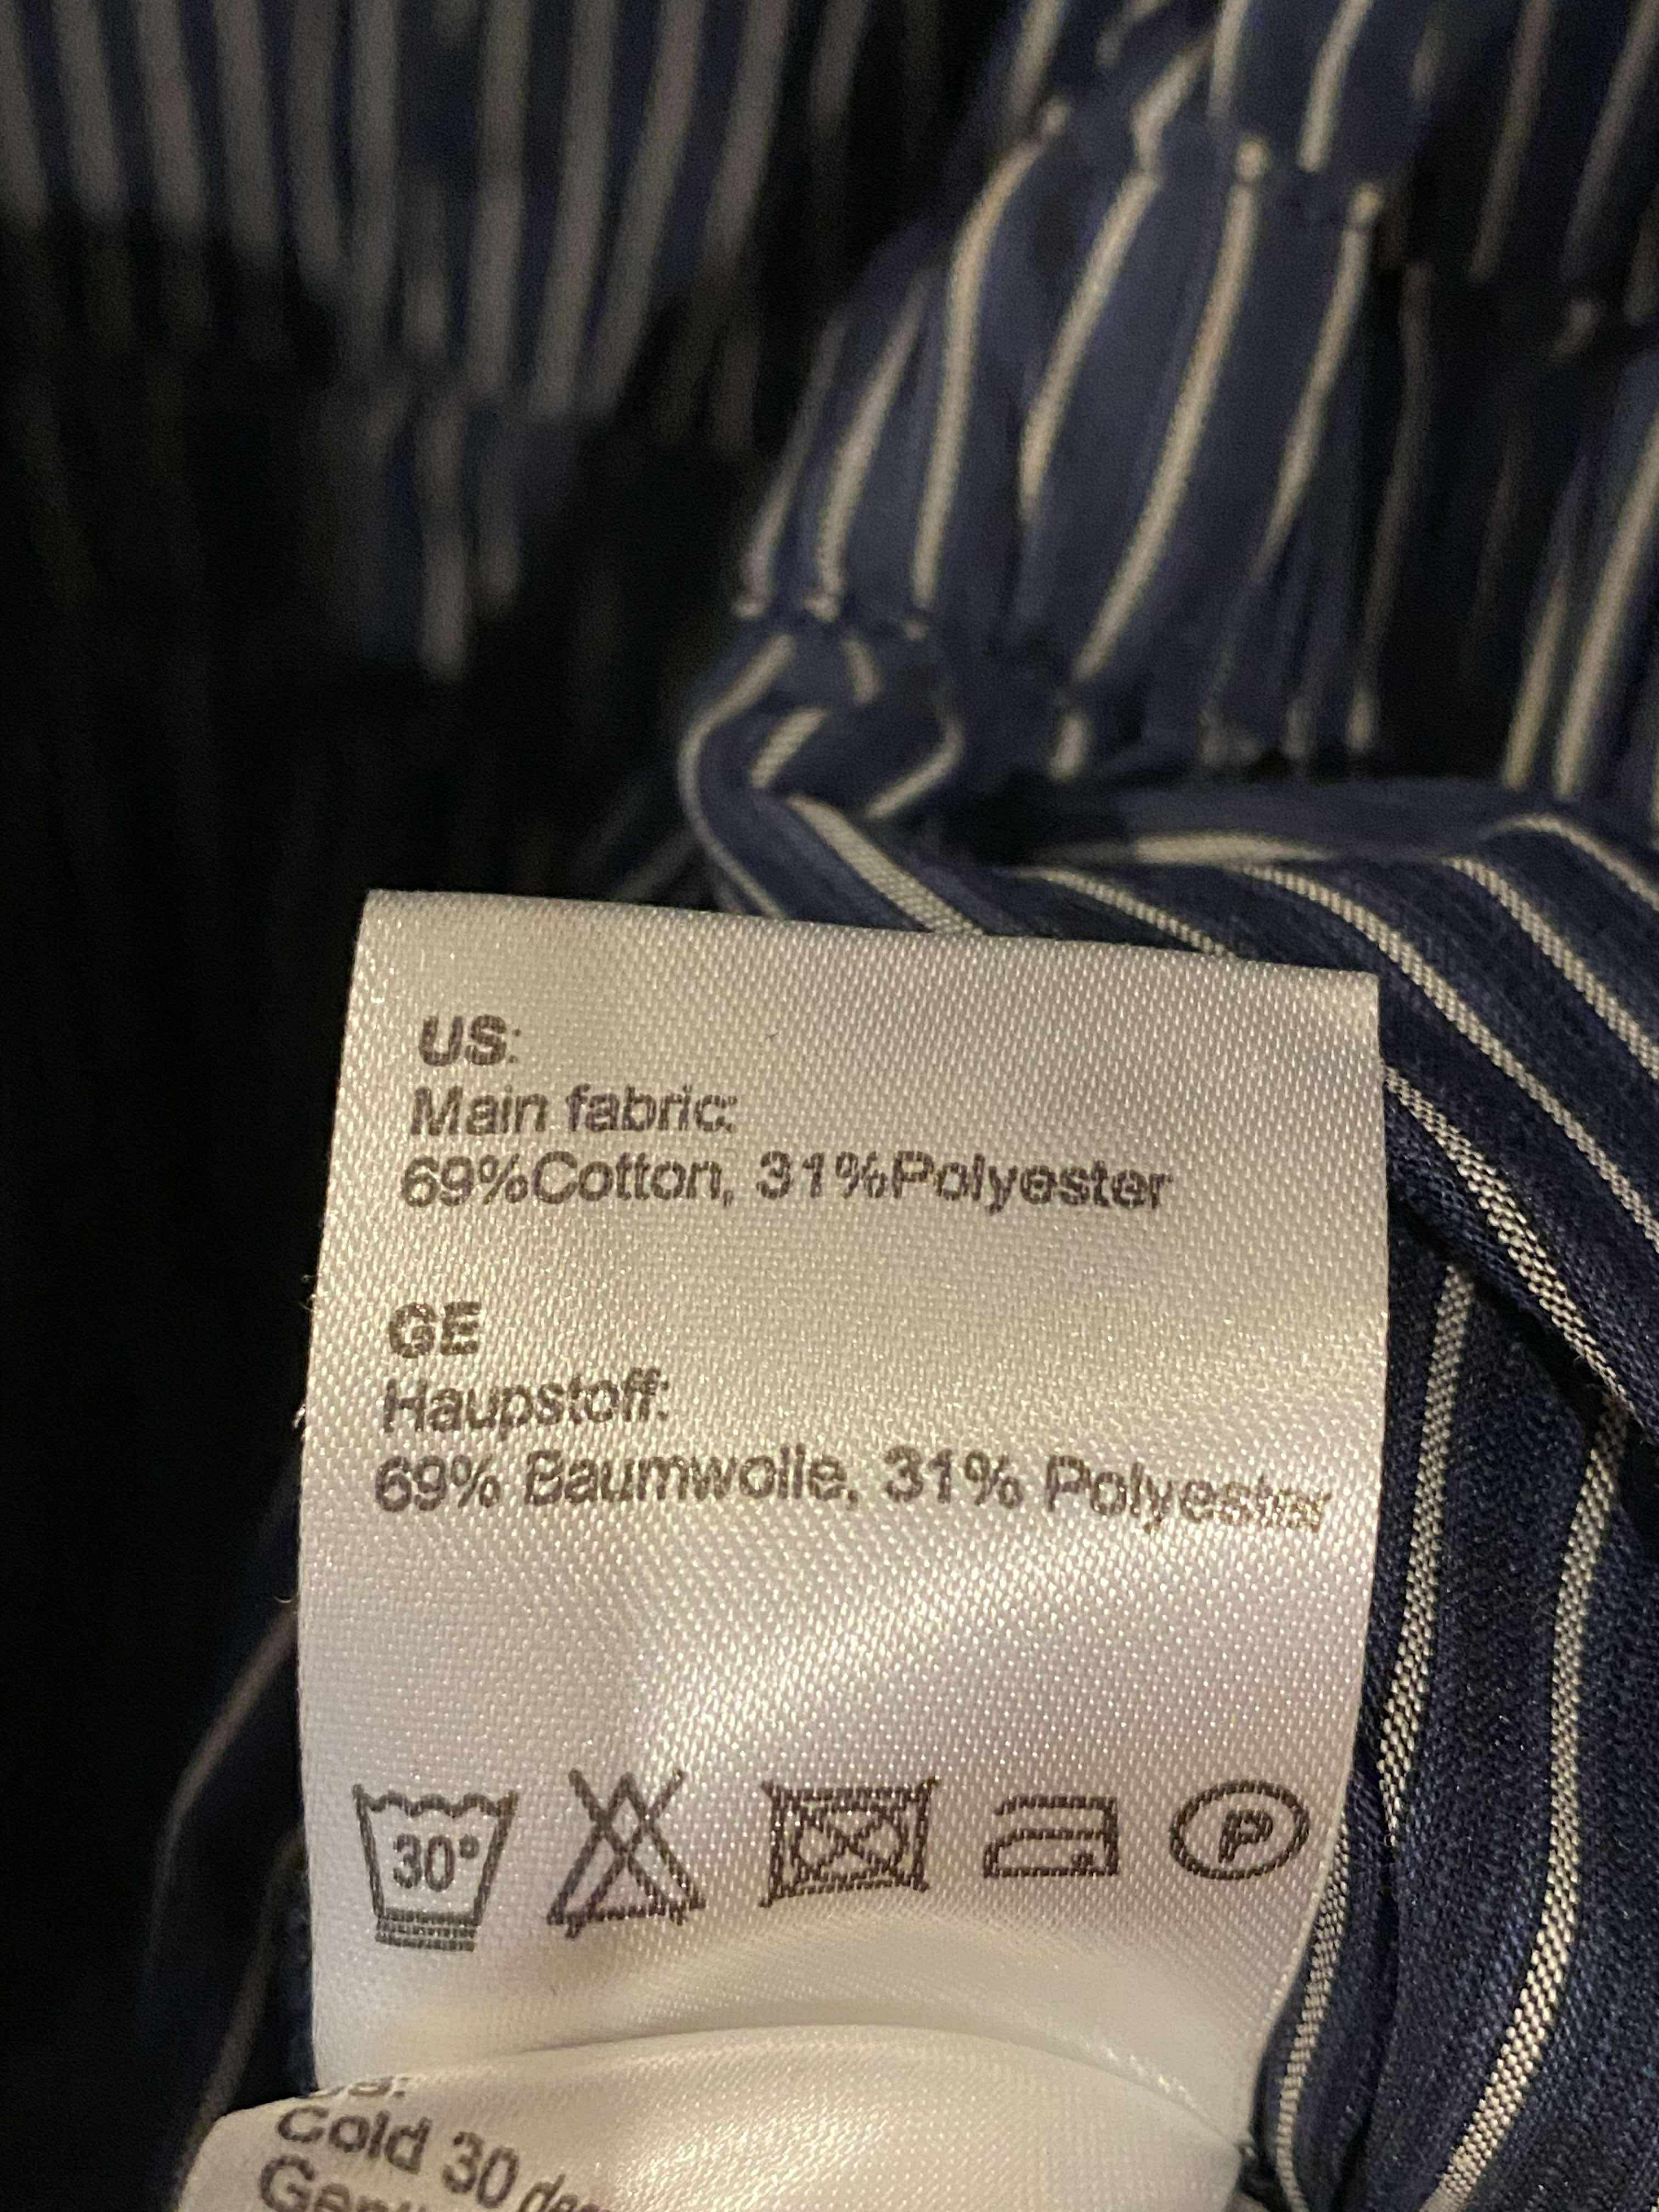 US:
Main fabric:
69%Cotton, 31%Polyester
GE
Haupstoff:
69% Baumwolle, 31% Polyester
30°
P
Cold 30